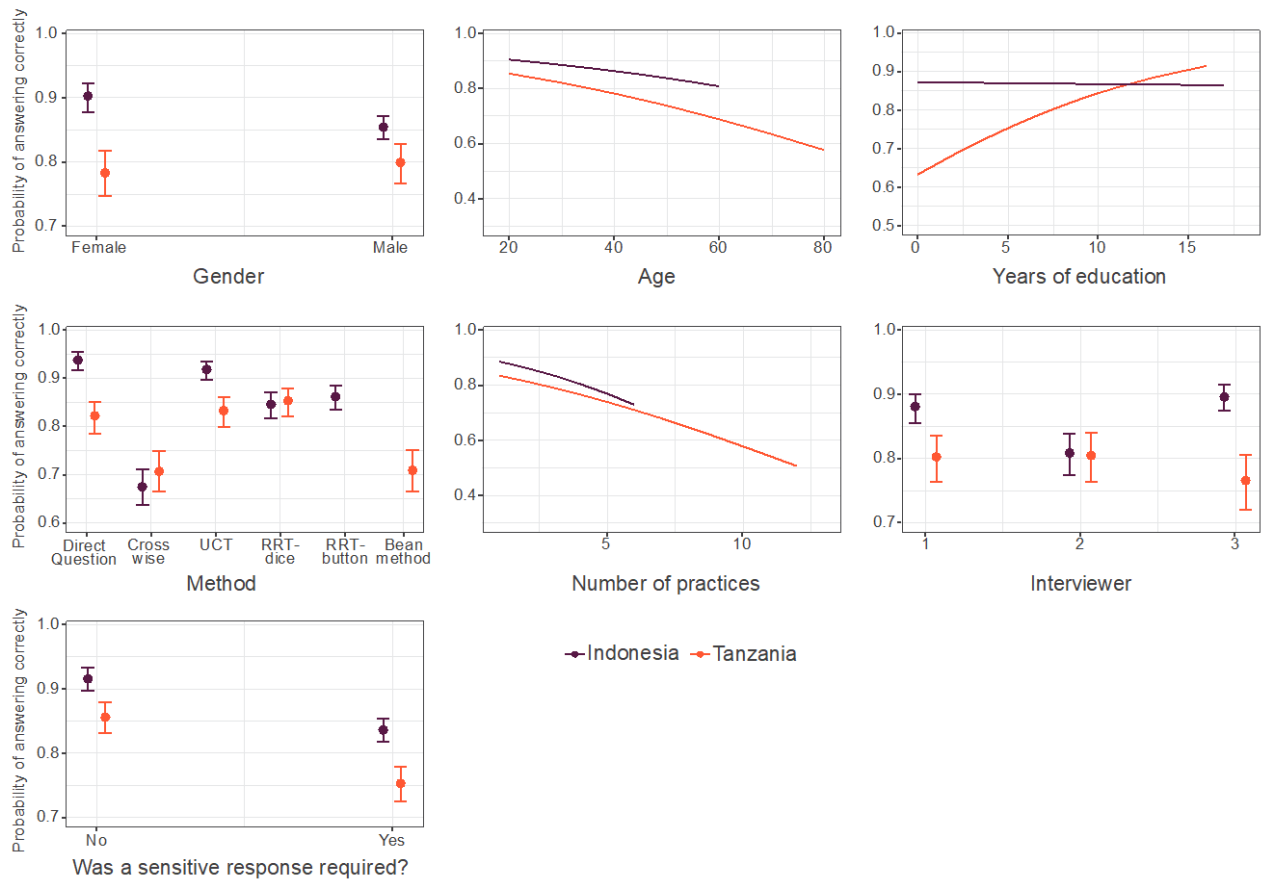 Probability of answering correctly
1.0
0.9
0.8
0.7
Female
Male
Gender
1.0
0.8
0.6
0.4
20
40
60
80
Age
1.0
0.9
0.8
0.7
0.6
0.5
0
5
10
15
Years of education
Probability of answering correctly
1.0
0.9
0.8
0.7
0.6
Direct
Question
Cross
wise
UCT
RRT-
dice
RRT-
button
Bean
method
Method
1.0
0.8
0.6
0.4
5
10
Number of practices
1.0
0.9
0.8
0.7
1
2
3
Interviewer
Probability of answering correctly
1.0
0.9
0.8
0.7
No
Yes
Was a sensitive response required?
Indonesia
Tanzania